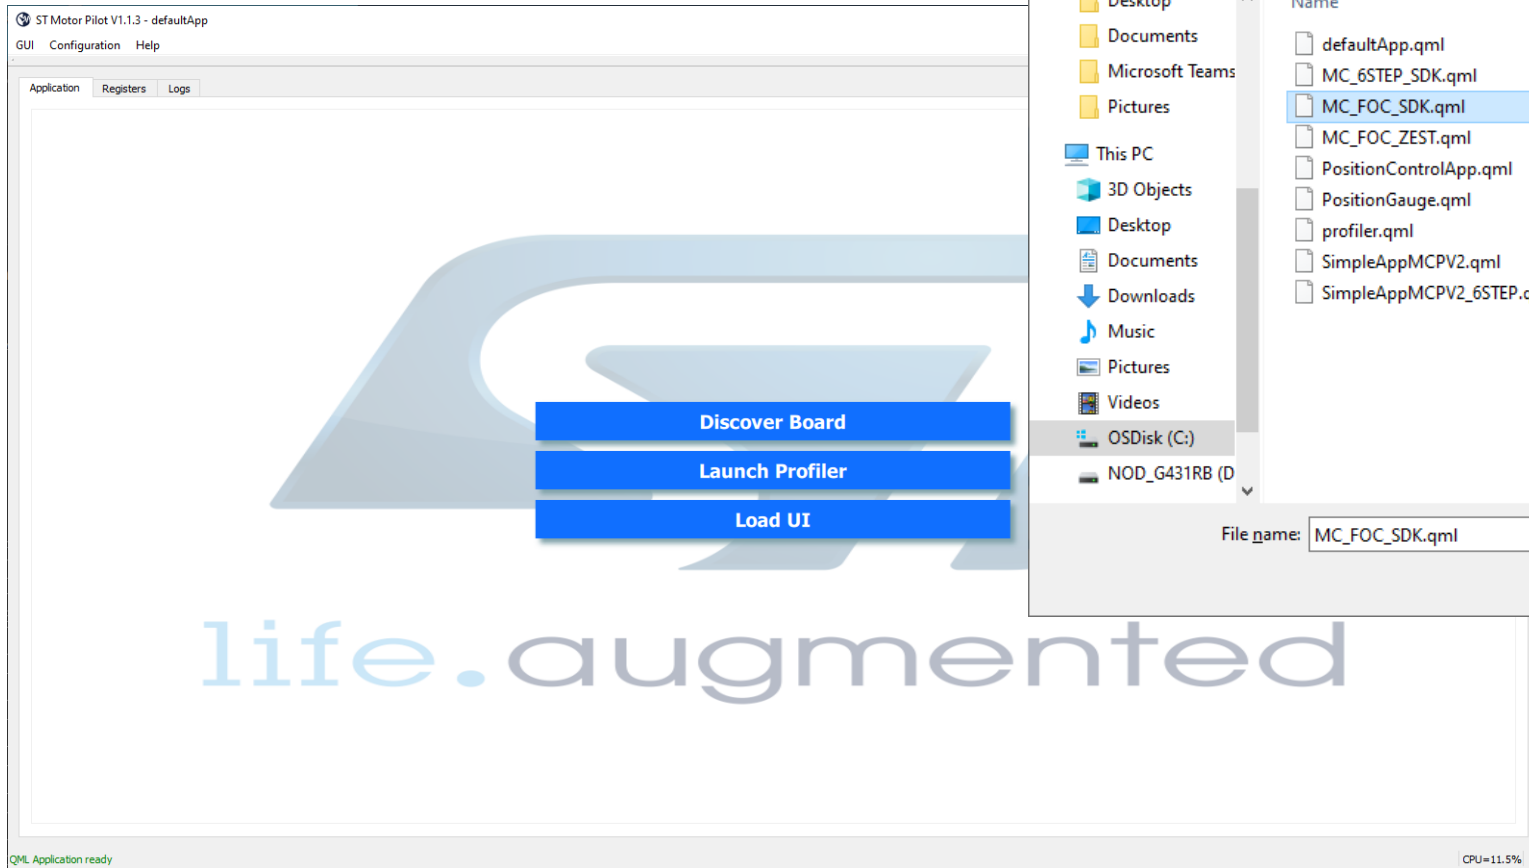 ST Motor Pilot V1.1.3 - defaultApp
GUI Configuration Help
Application Registers Logs
Discover Board
Launch Profiler
Load UI
life.augmented
QML Application ready
CPU=11.5%
Desktop
Documents
Microsoft Teams
Pictures
This PC
3D Objects
Desktop
Documents
Downloads
Music
Pictures
Videos
OSDisk (C:)
NOD_G431RB (D
Name
defaultApp.qml
MC_6STEP_SDK.qml
MC_FOC_SDK.qml
MC_FOC_ZEST.qml
PositionControlApp.qml
PositionGauge.qml
profiler.qml
SimpleAppMCPV2.qml
SimpleAppMCPV2_6STEP.q
File name: MC_FOC_SDK.qml